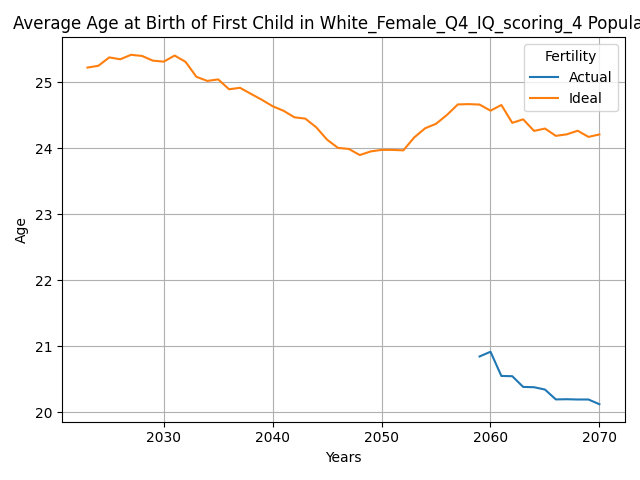 Average Age at Birth of First Child in White_Female_Q4_IQ_scoring_4 Popula
Fertility
Actual
Ideal
25
24
23
22
21
20
Age
2030 2040 2050 2060 2070
Years